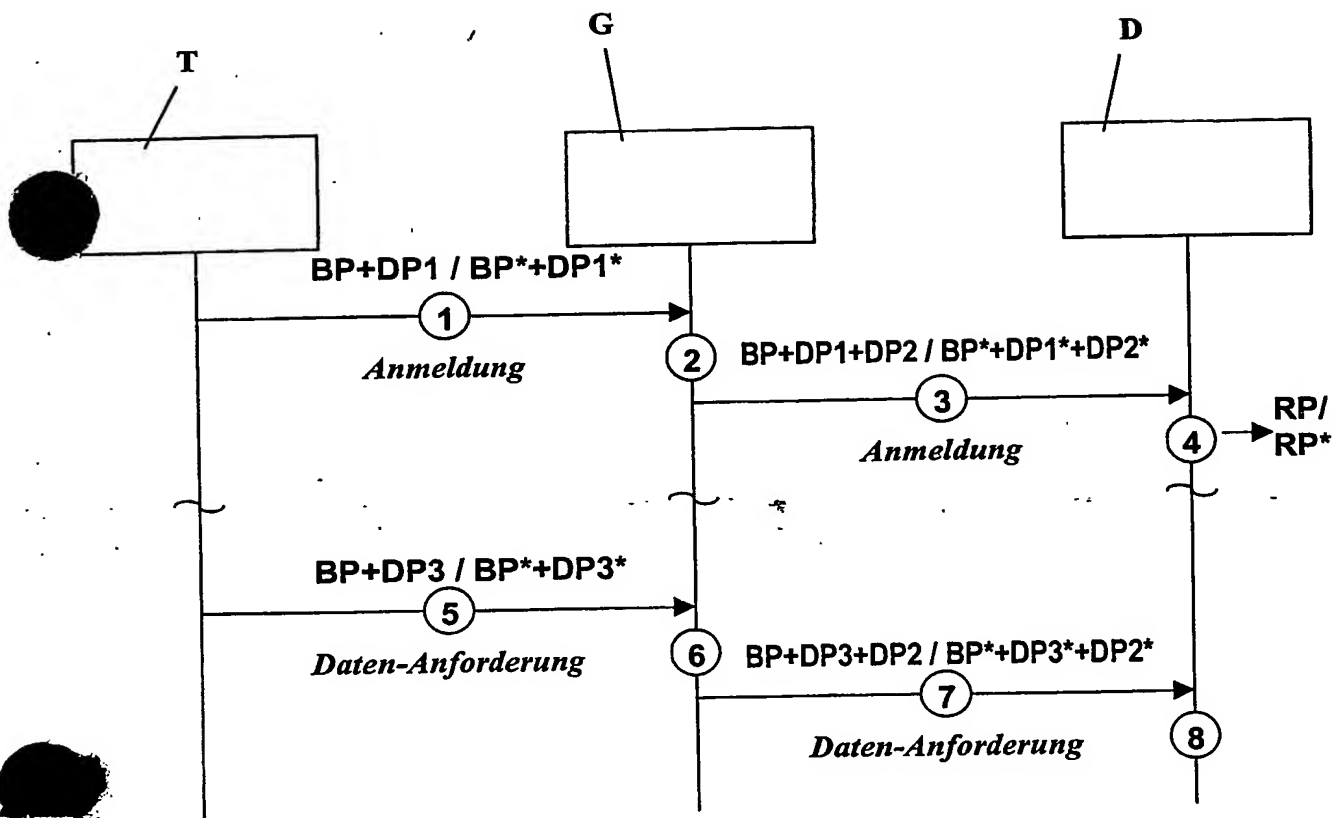 G
D
T
BP+DP1 / BP*+DP1*
1
Anmeldung
2
BP+DP1+DP2 / BP*+DP1*+DP2*
3
Anmeldung
4
RP/
RP*
BP+DP3 / BP*+DP3*
5
Daten-Anforderung
6
BP+DP3+DP2 / BP*+DP3*+DP2*
7
Daten-Anforderung
8